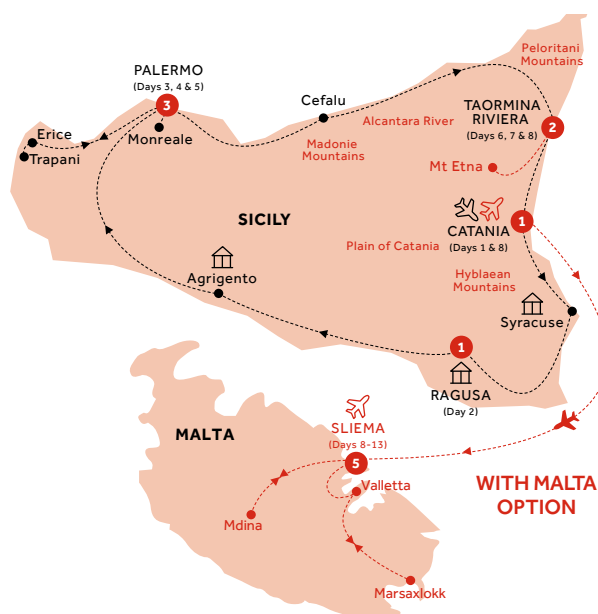 Peloritani
Mountains
PALERMO
(Days 3, 4 & 5)
3
Cefalu
TAORMINA
RIVIERA
(Days 6, 7 & 8)
2
Alcantara River
Erice
Monreale
Madonie
Mountains
Trapani
Mt Etna
SICILY
1
CATANIA
(Days 1 & 8)
Plain of Catania
Agrigento
Hyblaean
Mountains
Syracuse
1
RAGUSA
(Day 2)
MALTA
SLIEMA
(Days 8-13)
5
Valletta
WITH MALTA
OPTION
Mdina
Marsaxlokk